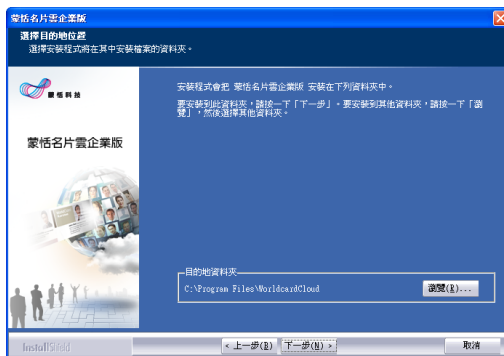 蒙恬名片雲企業版
選擇目的地位置
選擇安裝程式將在其中安裝檔案的資料夾。
蒙恬科技
蒙恬名片雲企業版
安裝程式會把 蒙恬名片雲企業版 安裝在下列資料夾中。
要安裝到此資料夾,請按一下「下一步」。要安裝到其他資料夾,請按一下「瀏
覽」,然後選擇其他資料夾。
目的地資料夾
C:\Program Files\WorldcardCloud
瀏覽(R)...
InstallShield
< 上一步(B)
下一步(N) >
取消